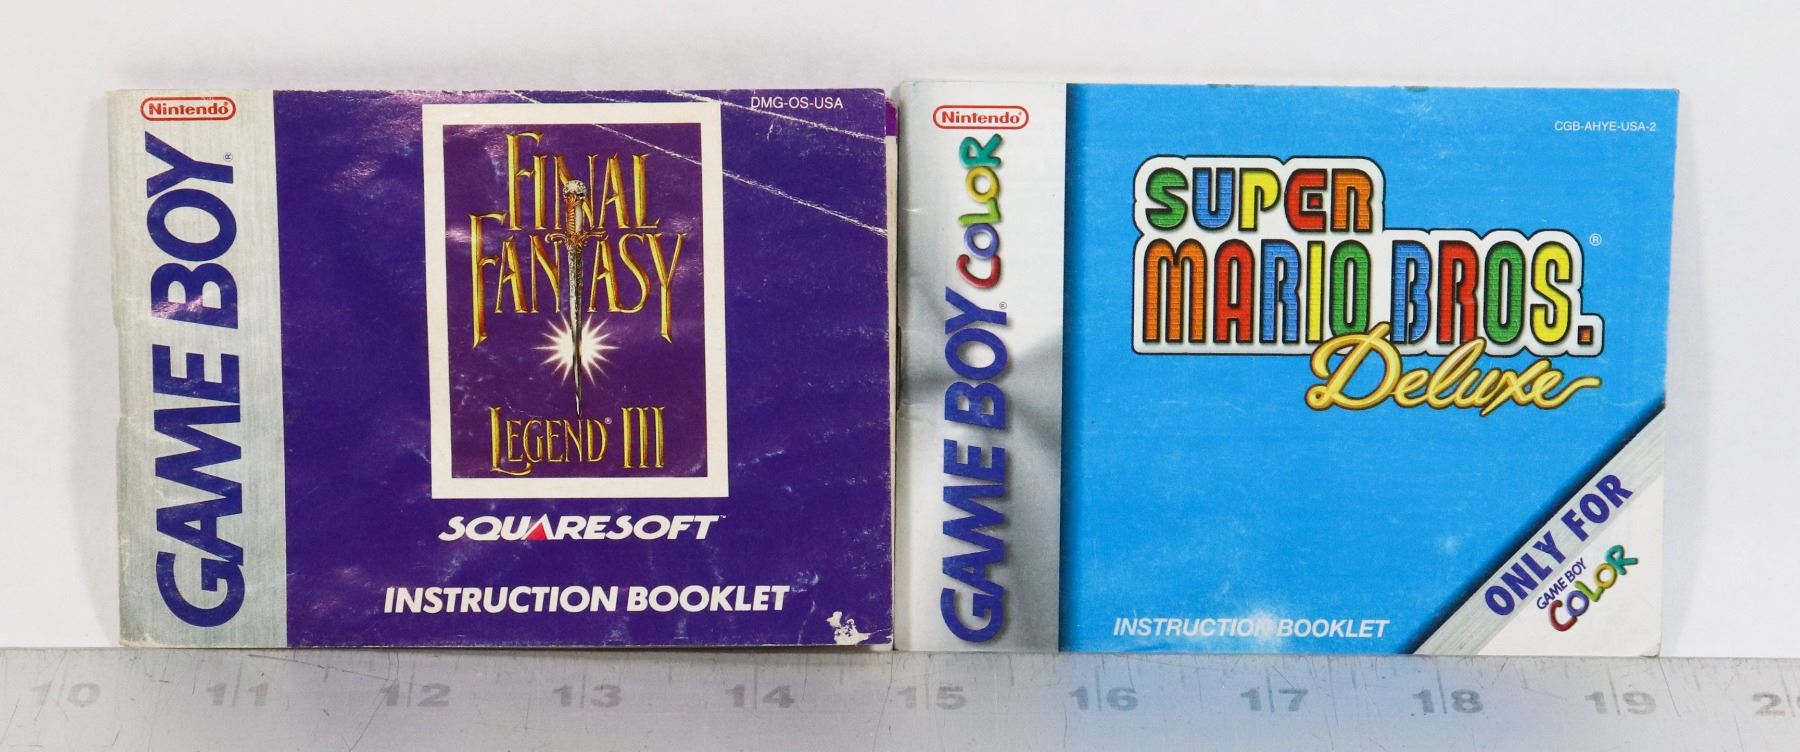 Nintendo®
GAME BOY®
DMG-OS-USA
FINAL
FANTASY
LEGEND® III
SQUARESOFT™
INSTRUCTION BOOKLET
Nintendo®
GAME BOY® COLOR
CGB-AHYE-USA-2
SUPER
MARIO BROS.®
Deluxe
INSTRUCTION BOOKLET
ONLY FOR
GAME BOY
COLOR
10 11 12 13 14 15 16 17 18 19